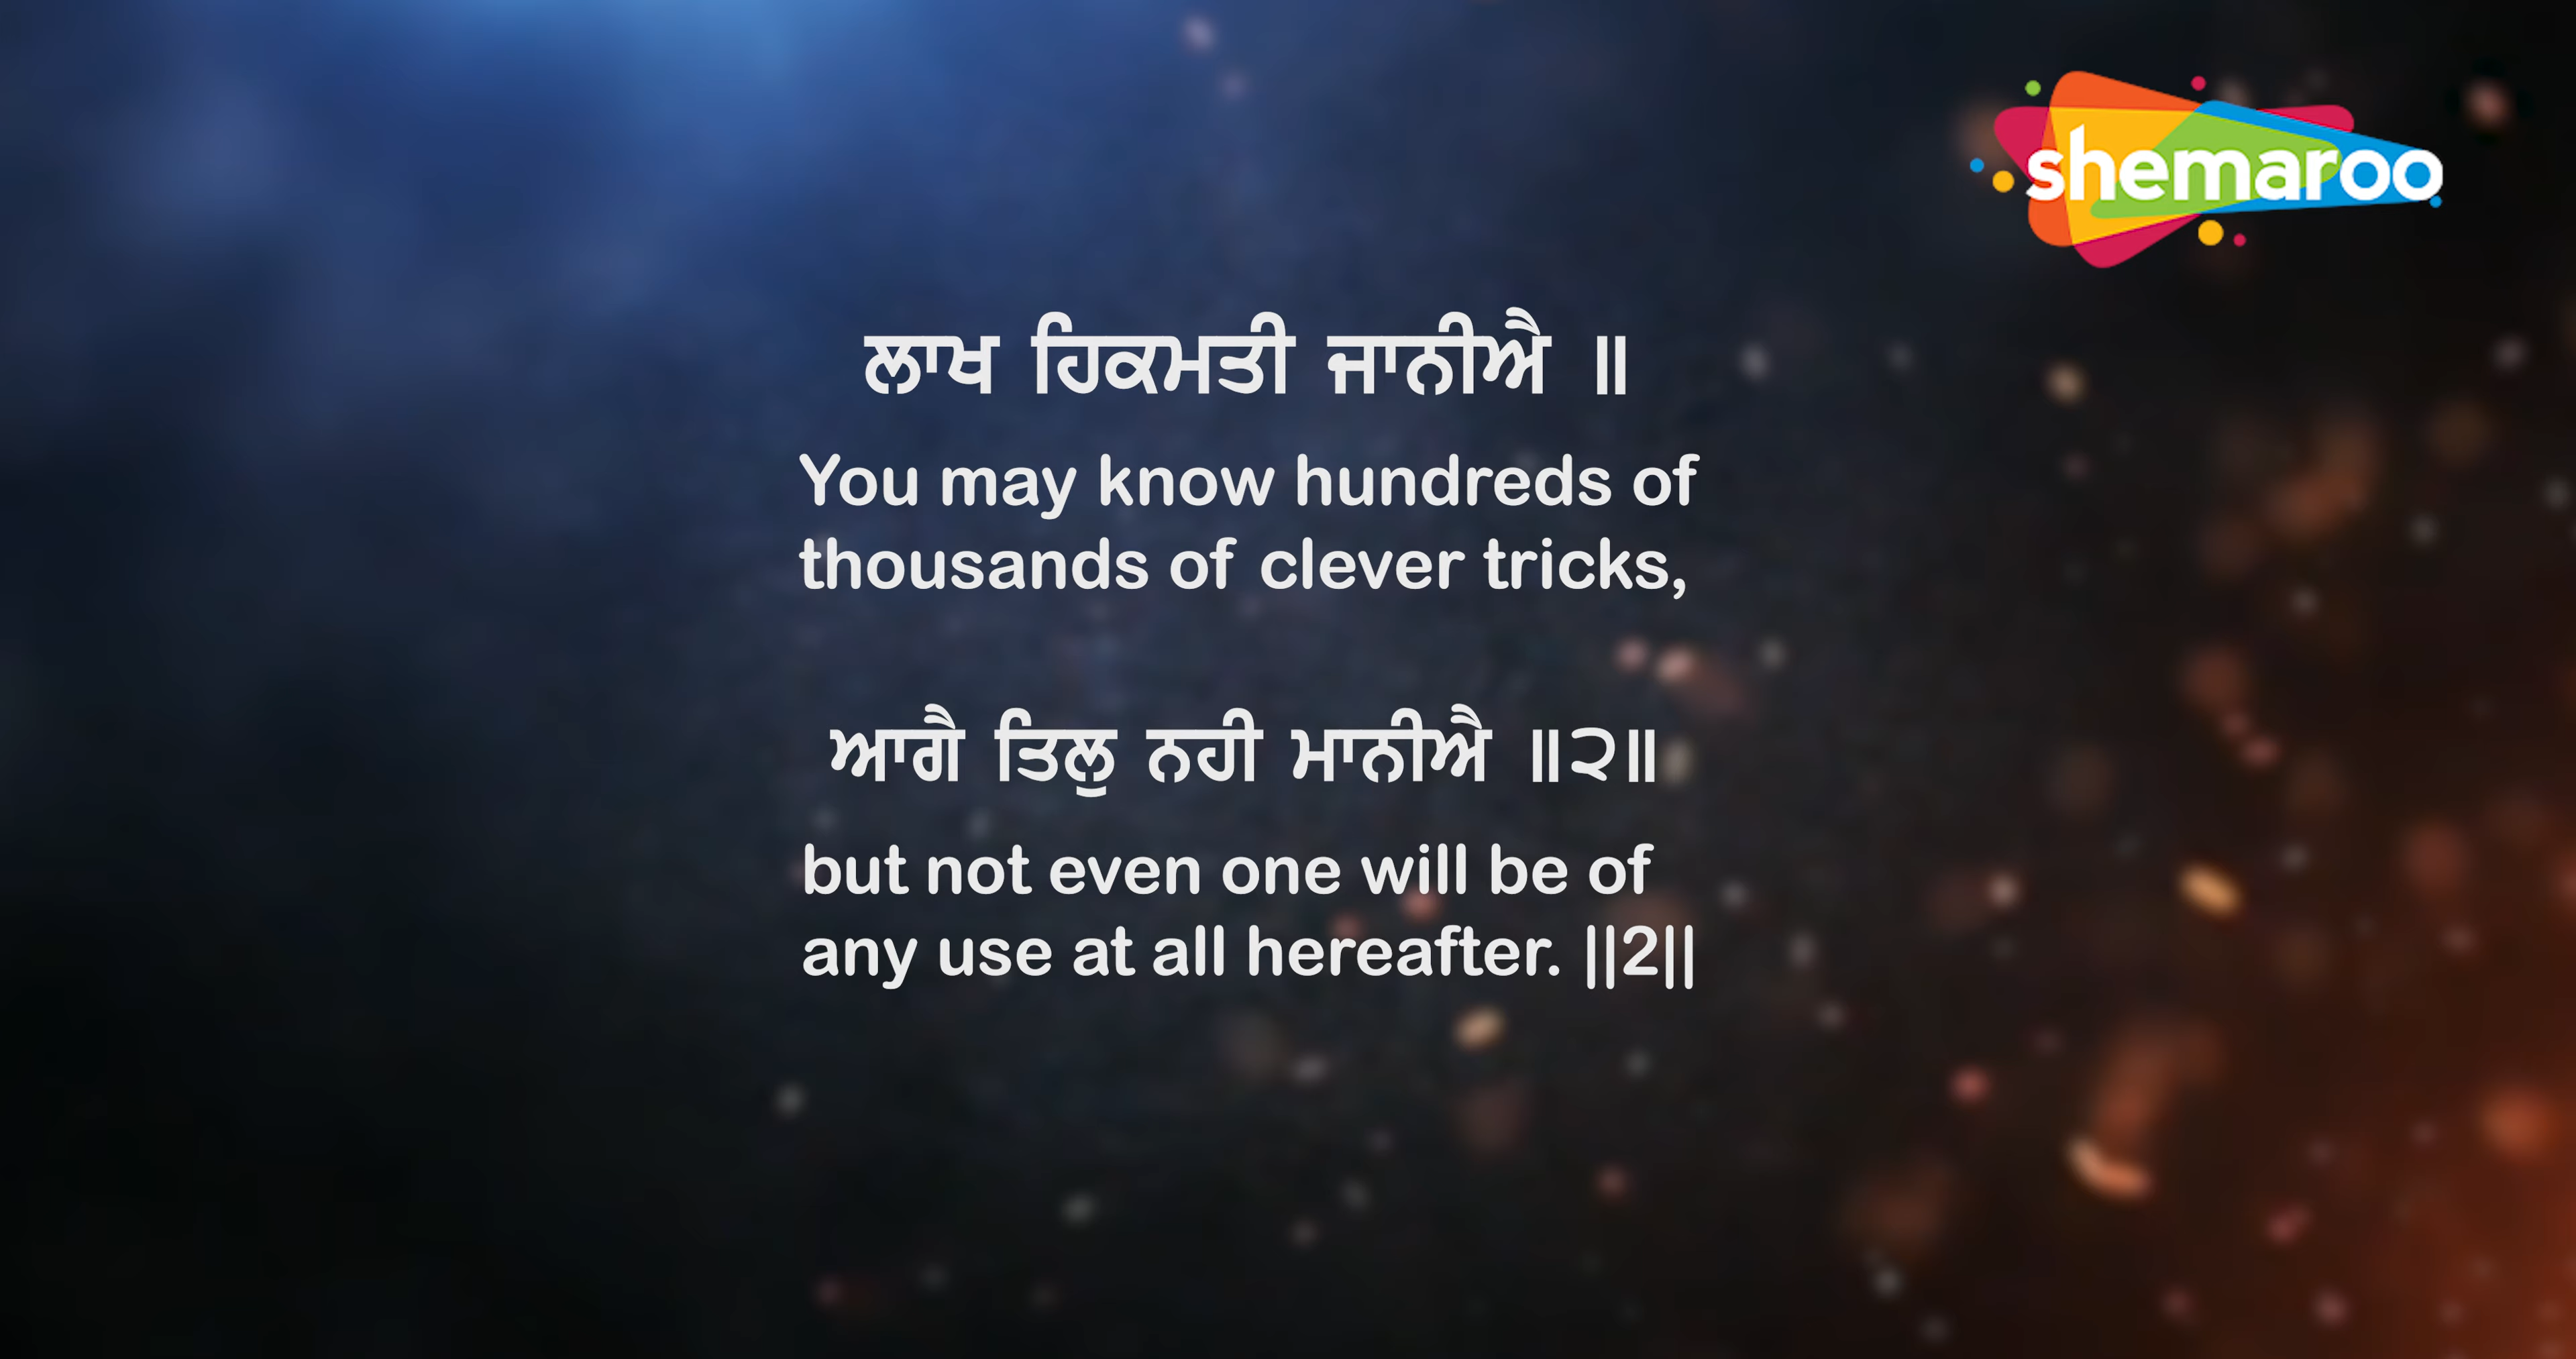 shemaroo
ਲਾਖ ਹਿਕਮਤੀ ਜਾਨੀਐ ॥
You may know hundreds of
thousands of clever tricks,
ਆਗੈ ਤਿਲੁ ਨਹੀ ਮਾਨੀਐ ॥੨॥
but not even one will be of
any use at all hereafter. ||2||